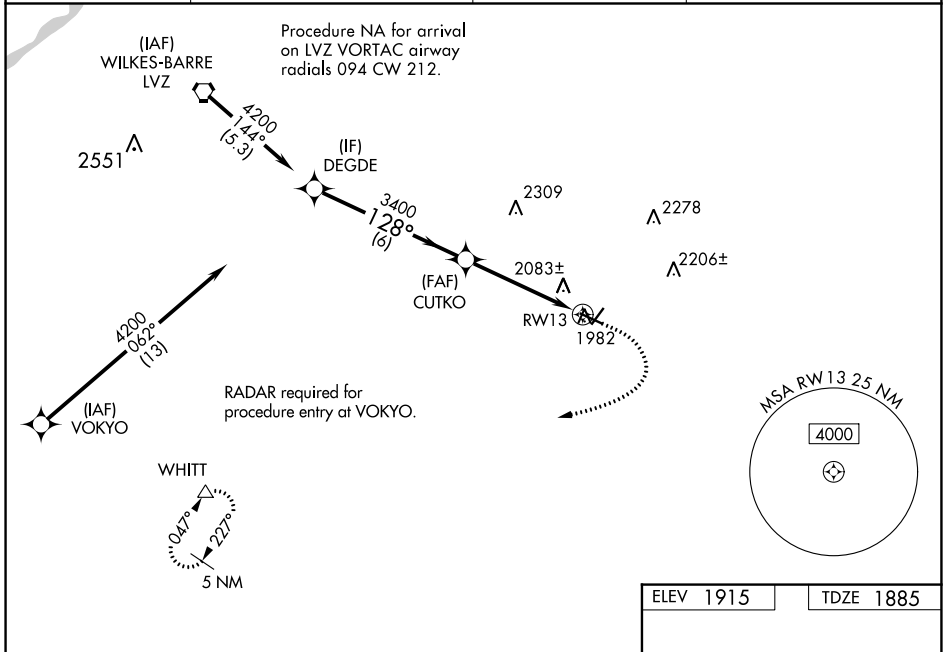 (IAF)
WILKES-BARRE
LVZ
Procedure NA for arrival
on LVZ VORTAC airway
radials 094 CW 212.
4200
144°
(5.3)
2551
(IF)
DEGDE
3400
128°
(6)
2309
2278
2206±
2083±
(FAF)
CUTKO
RW13
1982
4200
062°
(13)
(IAF)
VOKYO
RADAR required for
procedure entry at VOKYO.
WHITT
047°
227°
5 NM
MSA RW13 25 NM
4000
ELEV 1915
TDZE 1885